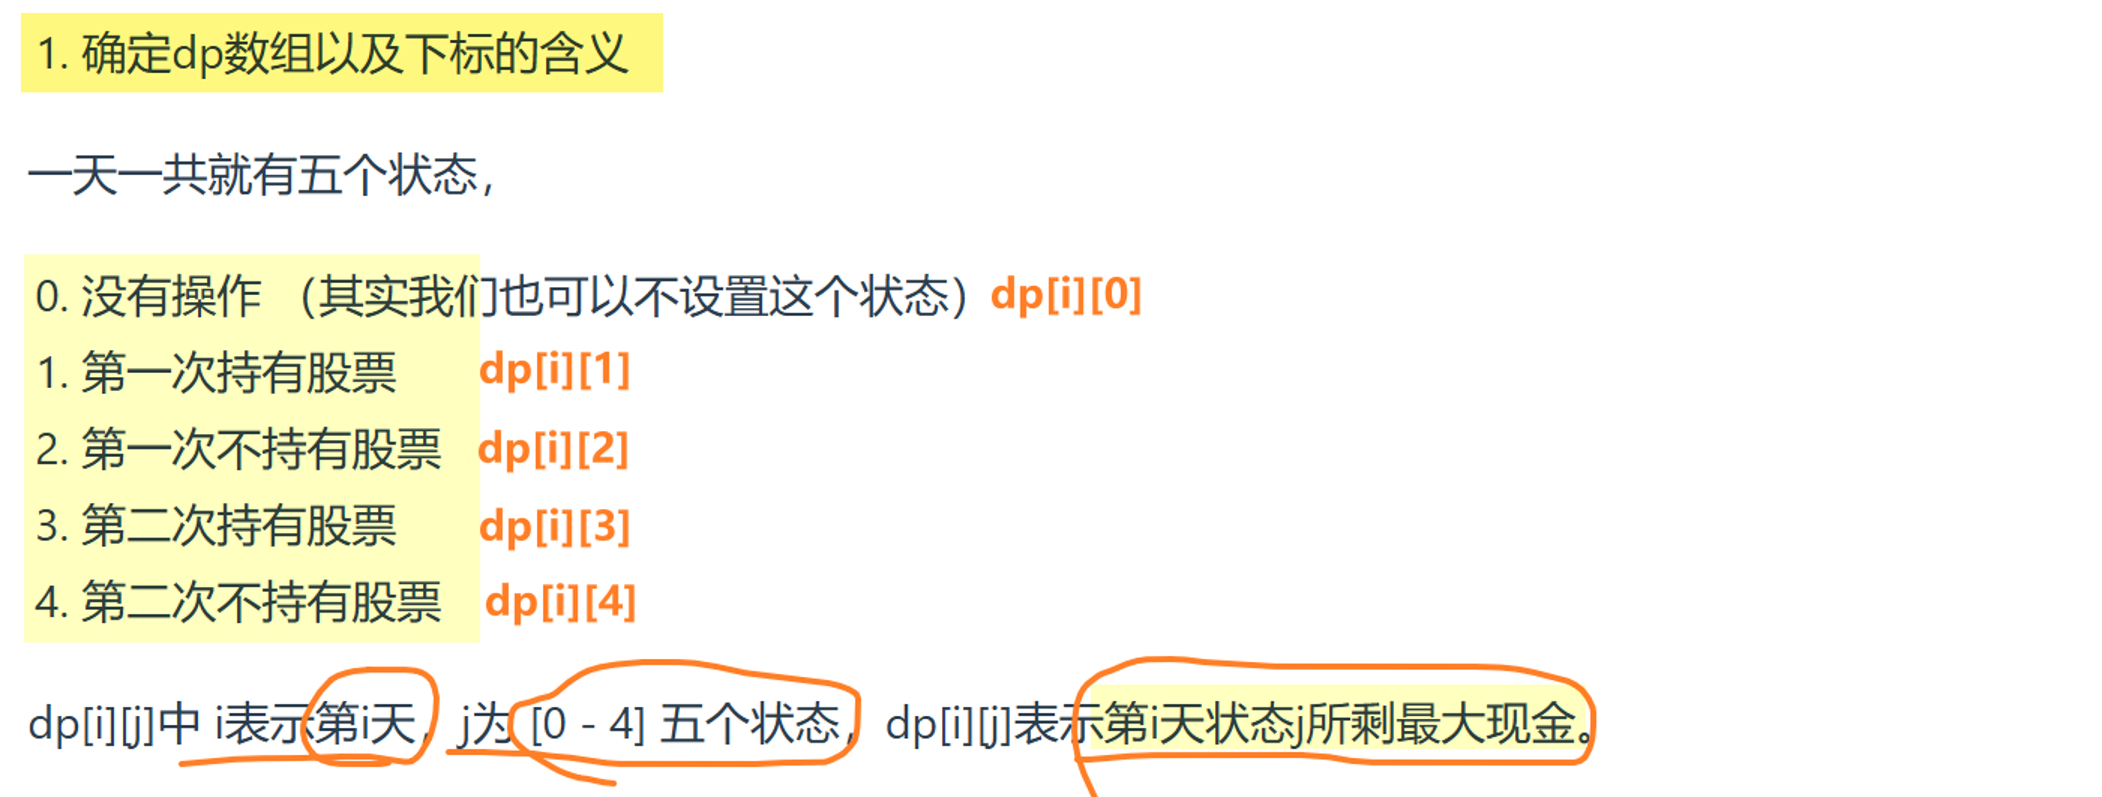 1. 确定dp数组以及下标的含义
一天一共就有五个状态，
0. 没有操作 （其实我们也可以不设置这个状态）dp[i][0]
1. 第一次持有股票 dp[i][1]
2. 第一次不持有股票 dp[i][2]
3. 第二次持有股票 dp[i][3]
4. 第二次不持有股票 dp[i][4]
dp[i][j]中 i表示第i天，j为 [0 - 4] 五个状态，dp[i][j]表示第i天状态j所剩最大现金。